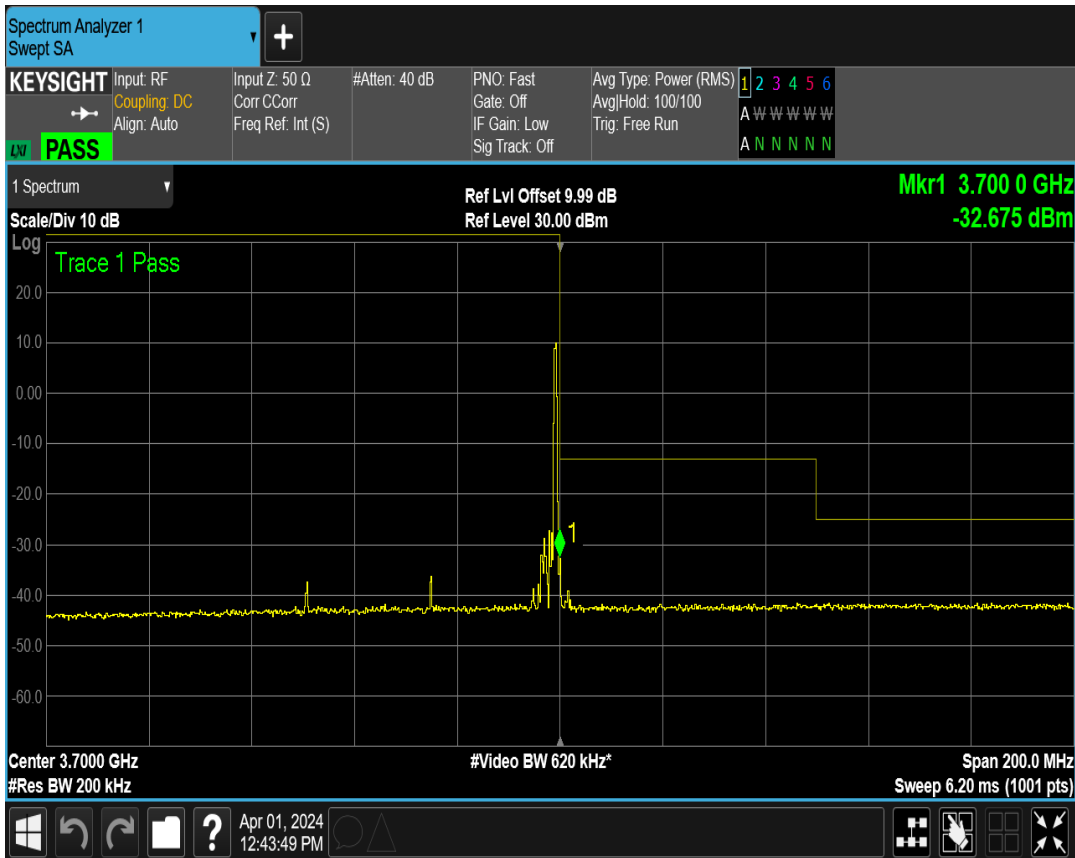 Spectrum Analyzer 1
Swept SA
KEYSIGHT
LXI PASS
Input: RF
Coupling: DC
Align: Auto
Input Z: 50 Ω
Corr CCorr
Freq Ref: Int (S)
#Atten: 40 dB
PNO: Fast
Gate: Off
IF Gain: Low
Sig Track: Off
Avg Type: Power (RMS)
Avg|Hold: 100/100
Trig: Free Run
1 2 3 4 5 6
A W W W W W
A N N N N N
1 Spectrum
Scale/Div 10 dB
Ref Lvl Offset 9.99 dB
Ref Level 30.00 dBm
Mkr1 3.700 0 GHz
-32.675 dBm
Log
Trace 1 Pass
20.0
10.0
0.00
-10.0
-20.0
-30.0
-40.0
-50.0
-60.0
1
Center 3.7000 GHz
#Res BW 200 kHz
#Video BW 620 kHz*
Span 200.0 MHz
Sweep 6.20 ms (1001 pts)
?
Apr 01, 2024
12:43:49 PM